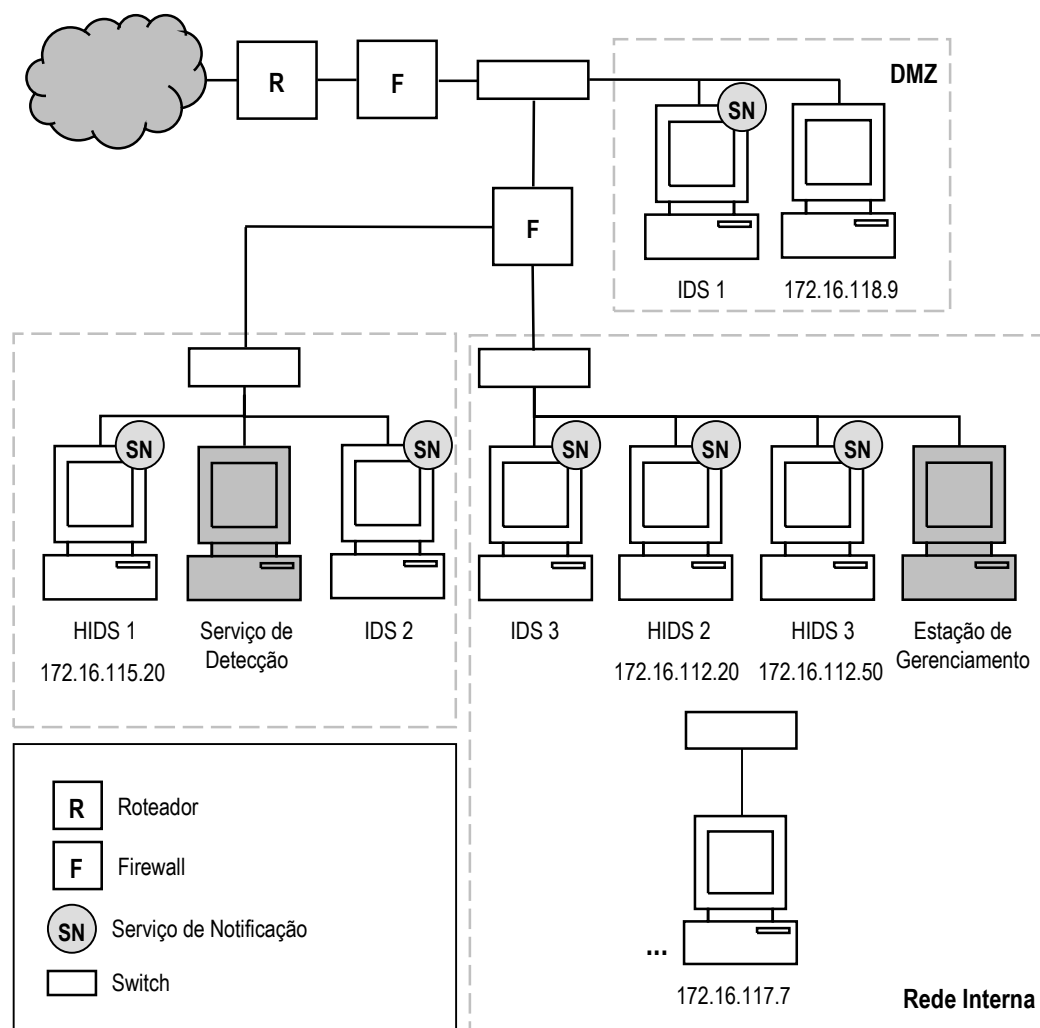 R
F
DMZ
SN
IDS 1
172.16.118.9
F
SN
SN
HIDS 1
172.16.115.20
Serviço de
Detecção
IDS 2
SN
SN
SN
IDS 3
HIDS 2
172.16.112.20
HIDS 3
172.16.112.50
Estação de
Gerenciamento
...
172.16.117.7
Rede Interna
R
Roteador
F
Firewall
SN
Serviço de Notificação
Switch